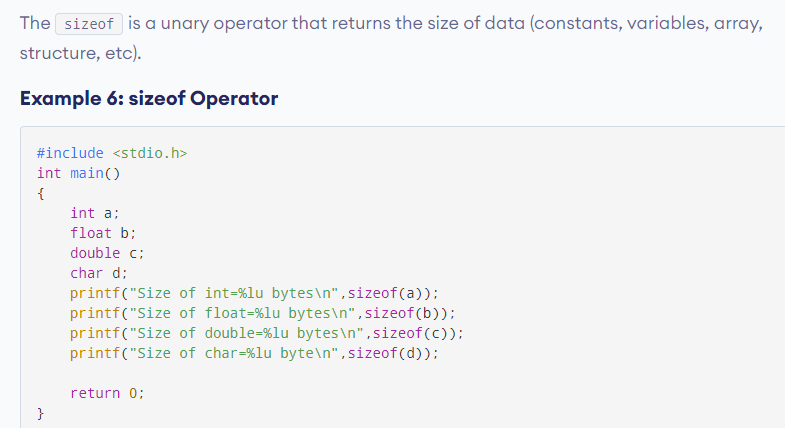 The sizeof is a unary operator that returns the size of data (constants, variables, array,
structure, etc).
Example 6: sizeof Operator
#include <stdio.h>
int main()
{
    int a;
    float b;
    double c;
    char d;
    printf("Size of int=%lu bytes\n",sizeof(a));
    printf("Size of float=%lu bytes\n",sizeof(b));
    printf("Size of double=%lu bytes\n",sizeof(c));
    printf("Size of char=%lu byte\n",sizeof(d));
    return 0;
}